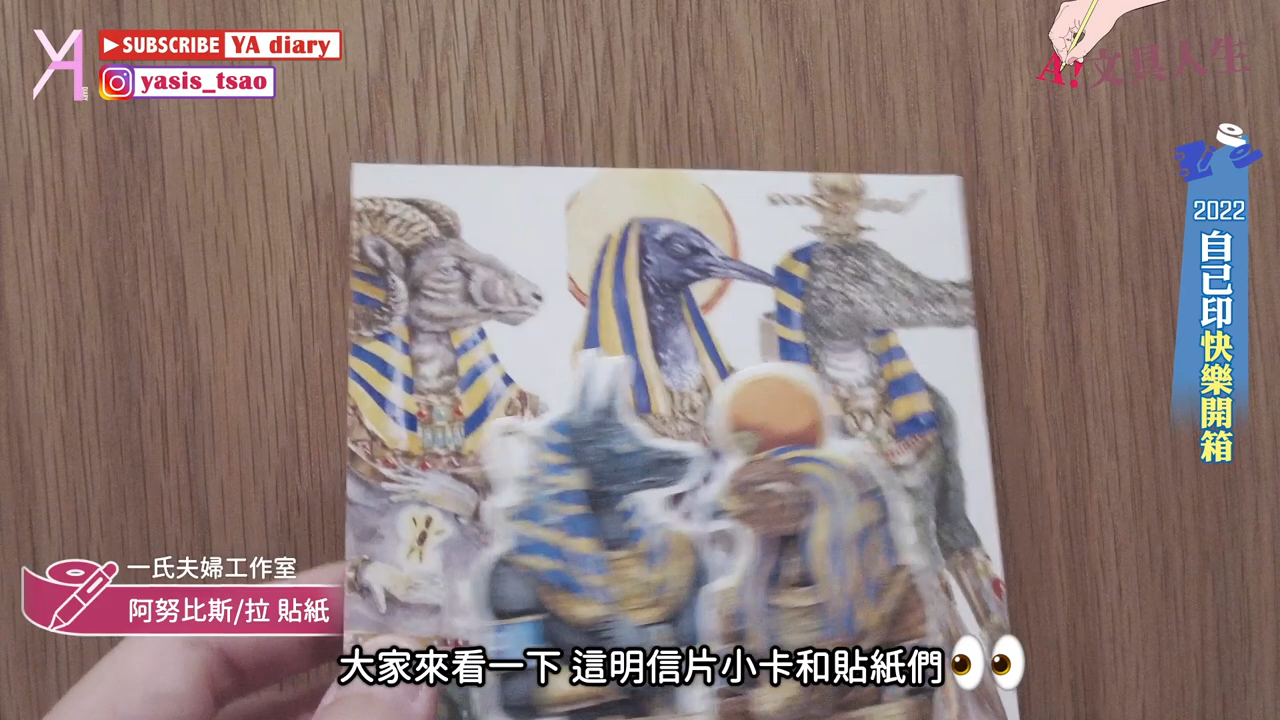 YA
DIARY
SUBSCRIBE YA diary
yasis_tsao
A!文具人生
2022
自己印快樂開箱
一氏夫婦工作室
阿努比斯/拉 貼紙
大家來看一下 這明信片小卡和貼紙們